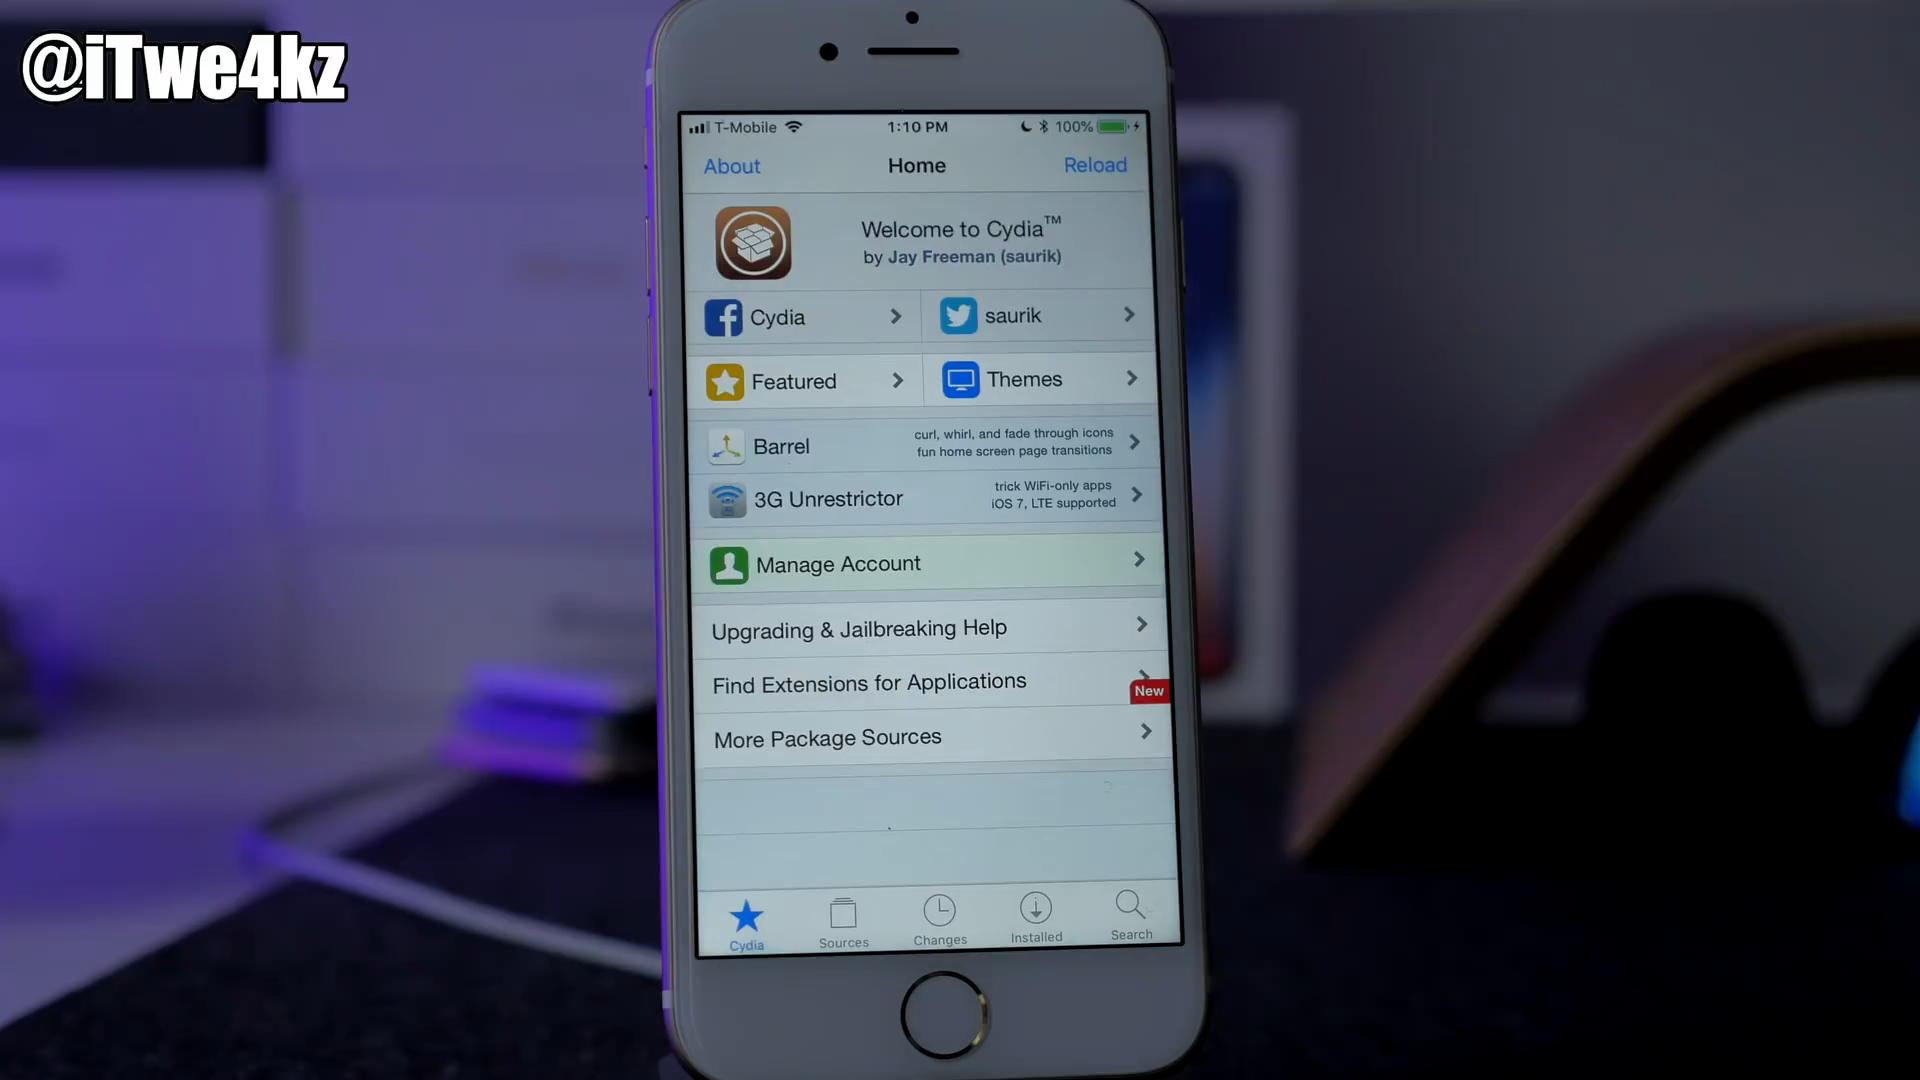 @iTwe4kz
T-Mobile 1:10 PM 100%
About Home Reload
Welcome to Cydia™
by Jay Freeman (saurik)
Cydia saurik
Featured Themes
Barrel
curl, whirl, and fade through icons
fun home screen page transitions
3G Unrestrictor
trick WiFi-only apps
iOS 7, LTE supported
Manage Account
Upgrading & Jailbreaking Help
Find Extensions for Applications
New
More Package Sources
Cydia Sources Changes Installed Search